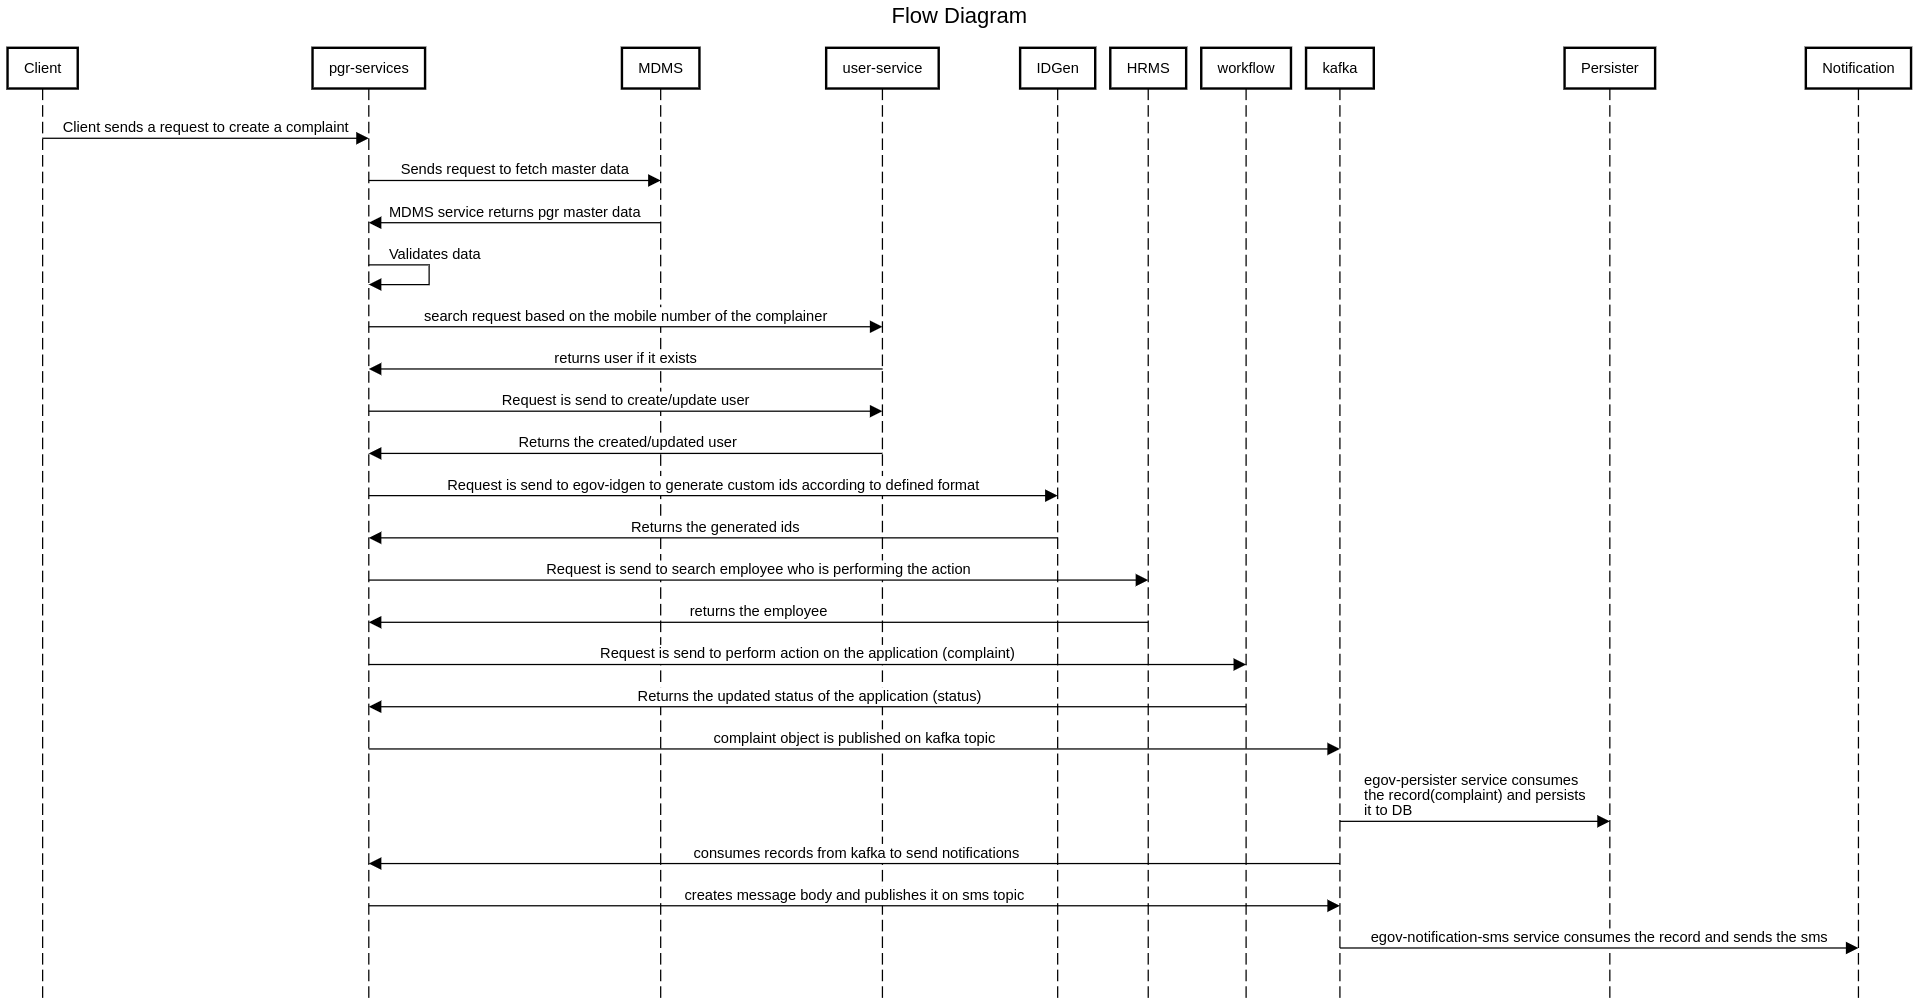 Flow Diagram
Client
pgr-services
MDMS
user-service
IDGen
HRMS
workflow
kafka
Persister
Notification
Client sends a request to create a complaint
Sends request to fetch master data
MDMS service returns pgr master data
Validates data
search request based on the mobile number of the complainer
returns user if it exists
Request is send to create/update user
Returns the created/updated user
Request is send to egov-idgen to generate custom ids according to defined format
Returns the generated ids
Request is send to search employee who is performing the action
returns the employee
Request is send to perform action on the application (complaint)
Returns the updated status of the application (status)
complaint object is published on kafka topic
egov-persister service consumes
the record(complaint) and persists
it to DB
consumes records from kafka to send notifications
creates message body and publishes it on sms topic
egov-notification-sms service consumes the record and sends the sms